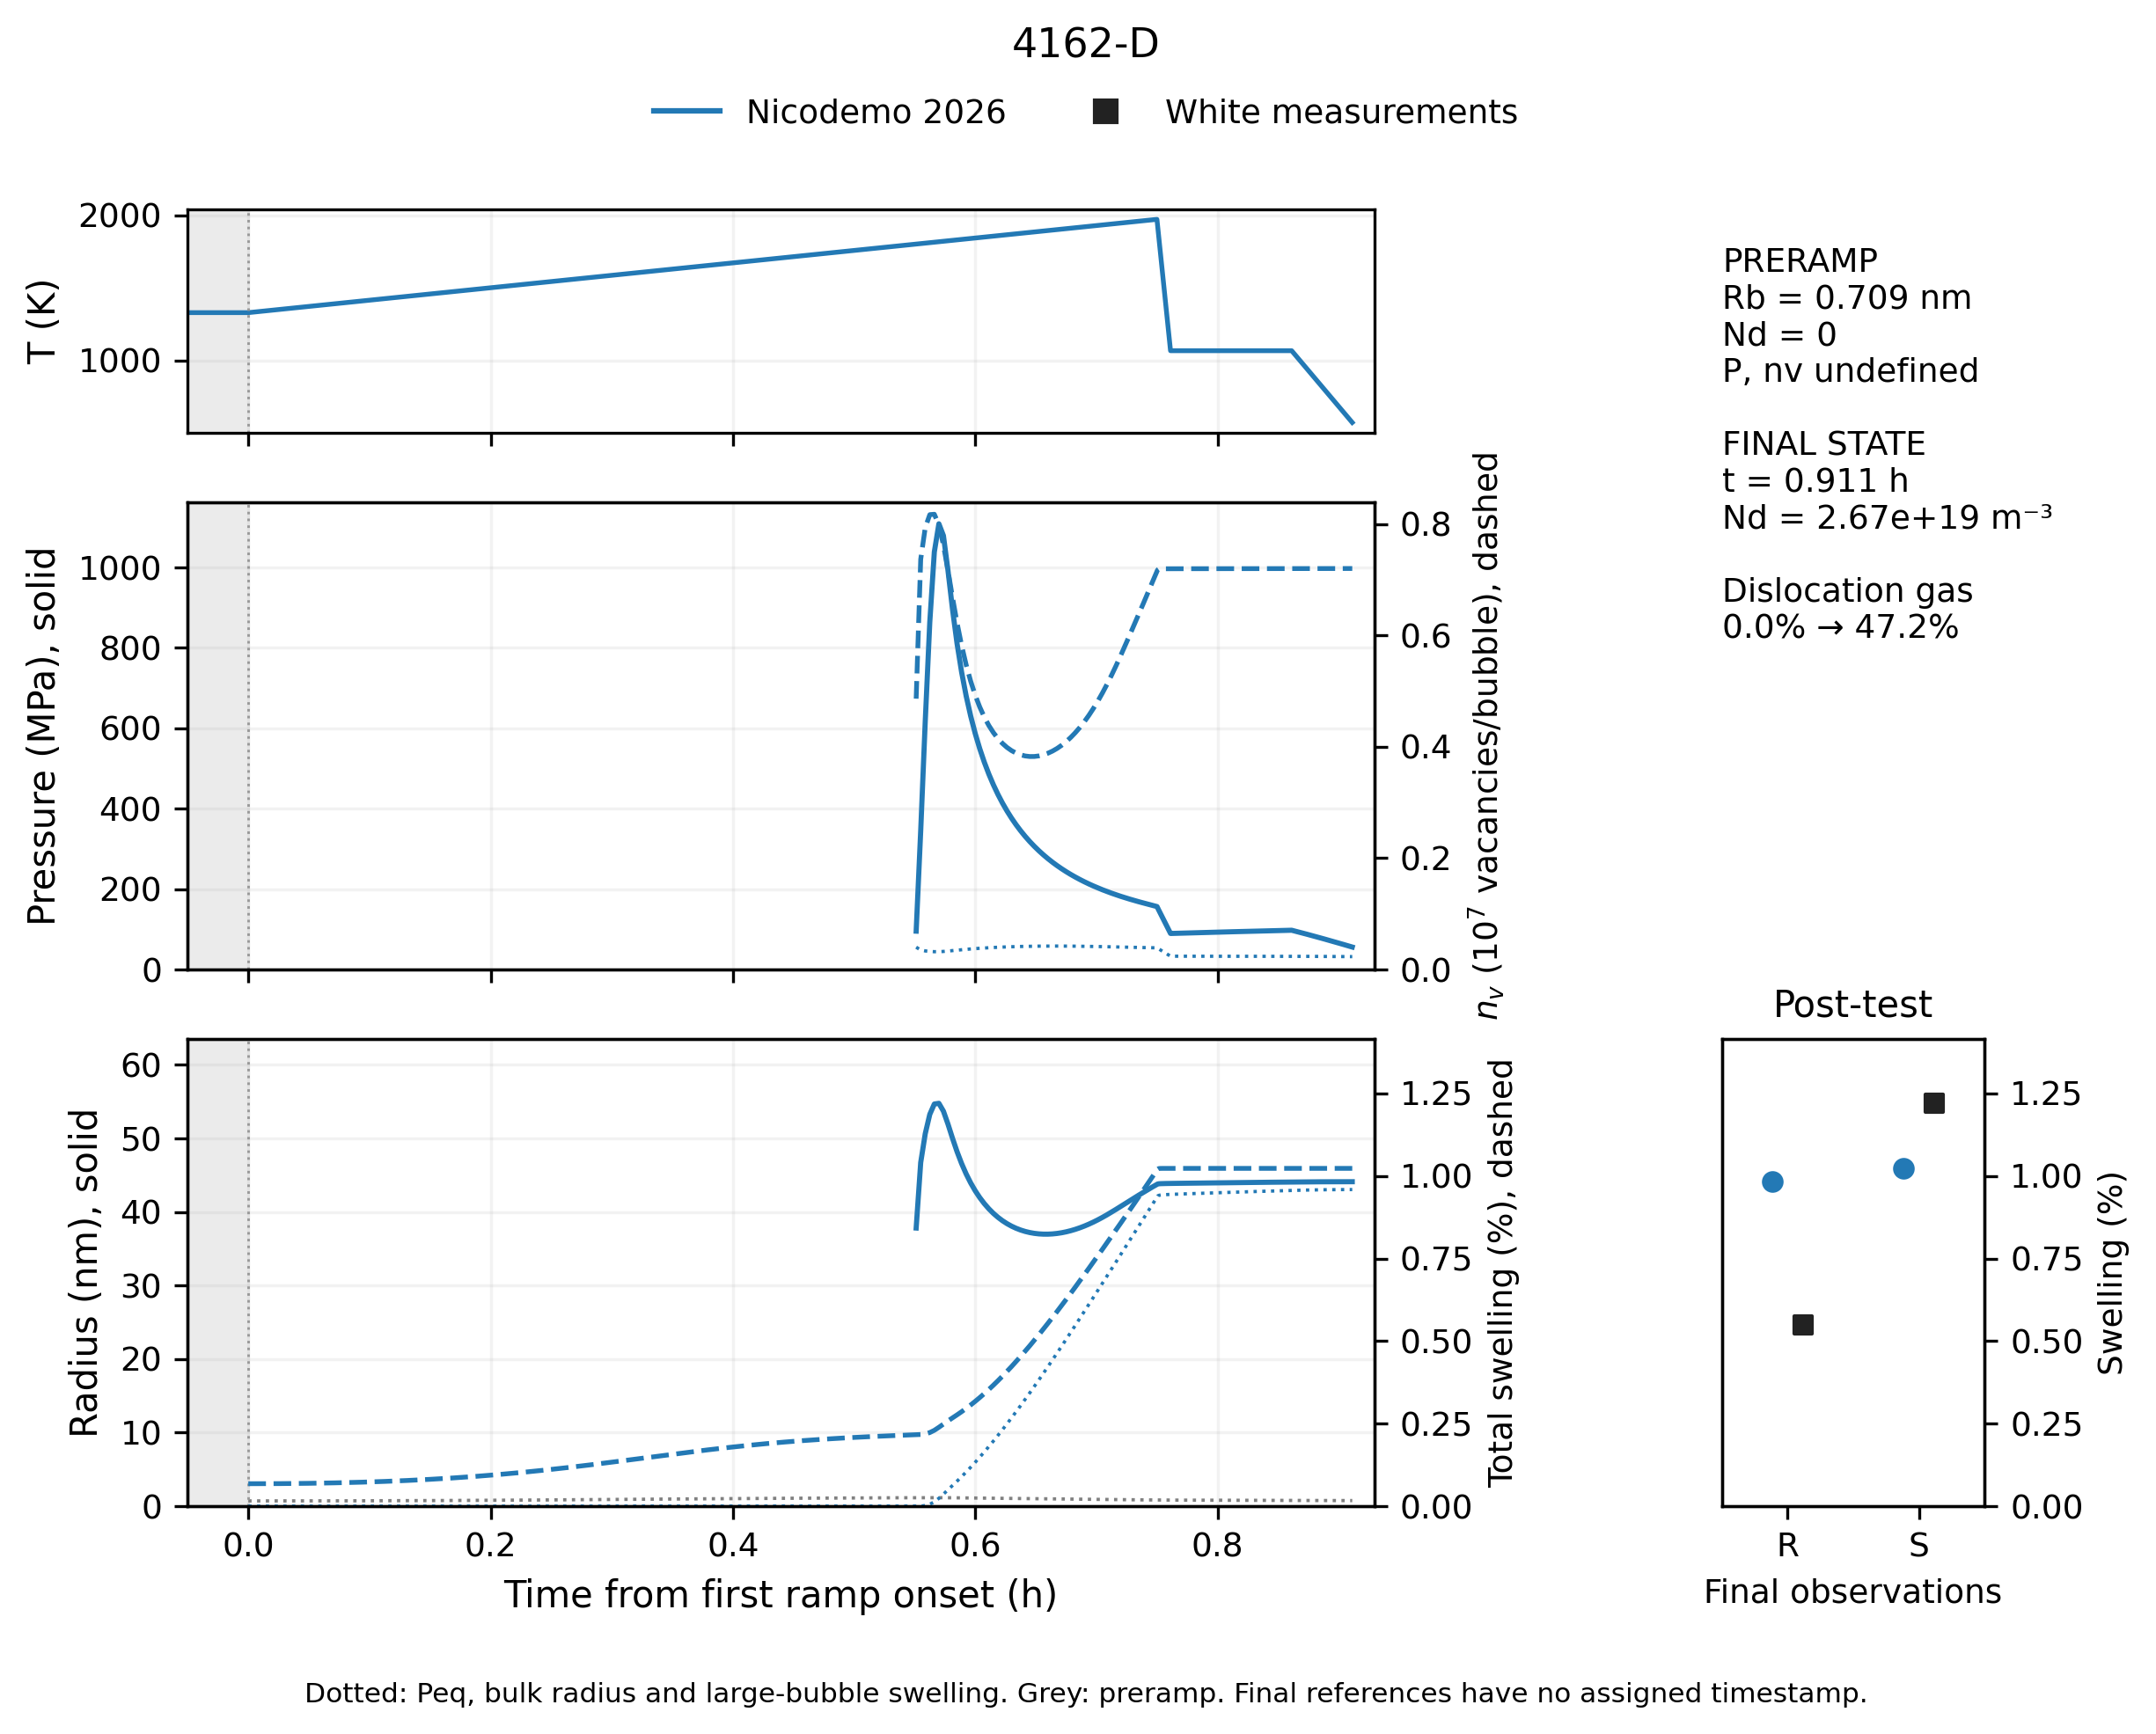 4162-D
Nicodemo 2026
White measurements
2000
1000
T (K)
PRERAMP
Rb = 0.709 nm
Nd = 0
P, nv undefined
FINAL STATE
t = 0.911 h
Nd = 2.67e+19 m⁻³
Dislocation gas
0.0% → 47.2%
1000
800
600
400
200
0
Pressure (MPa), solid
0.8
0.6
0.4
0.2
0.0
n_v (10^7 vacancies/bubble), dashed
60
50
40
30
20
10
0
Radius (nm), solid
1.25
1.00
0.75
0.50
0.25
0.00
Total swelling (%), dashed
0.0 0.2 0.4 0.6 0.8
Time from first ramp onset (h)
Post-test
1.25
1.00
0.75
0.50
0.25
0.00
Swelling (%)
R S
Final observations
Dotted: Peq, bulk radius and large-bubble swelling. Grey: preramp. Final references have no assigned timestamp.